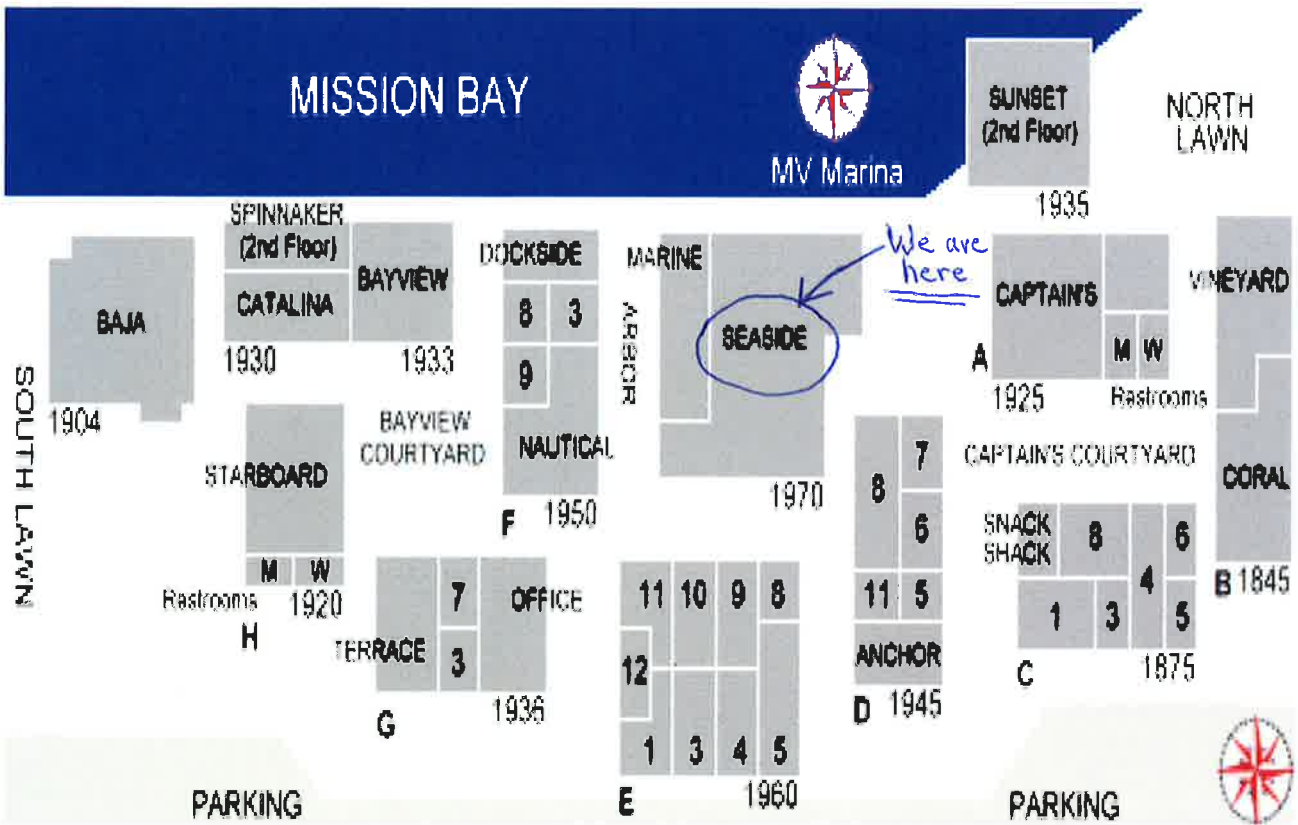 MISSION BAY
MV Marina
SUNSET
(2nd Floor)
1935
NORTH
LAWN
SPINNAKER
(2nd Floor)
CATALINA
1930
BAYVIEW
1933
DOCKSIDE
8 3
9
NAUTICAL
F 1950
MARINE
ARBOR
SEASIDE
1970
We are
here
CAPTAIN'S
A
1925
M W
Restrooms
VINEYARD
CORAL
B 1845
BAJA
1904
SOUTH LAWN
STARBOARD
M W
Restrooms 1920
H
BAYVIEW
COURTYARD
TERRACE
7
3
OFFICE
G 1936
11 10 9 8
12
1 3 4 5
E 1960
8 7
6
11 5
ANCHOR
D 1945
CAPTAIN'S COURTYARD
SNACK
SHACK
8 4 6
1 3 5
C 1875
PARKING
PARKING